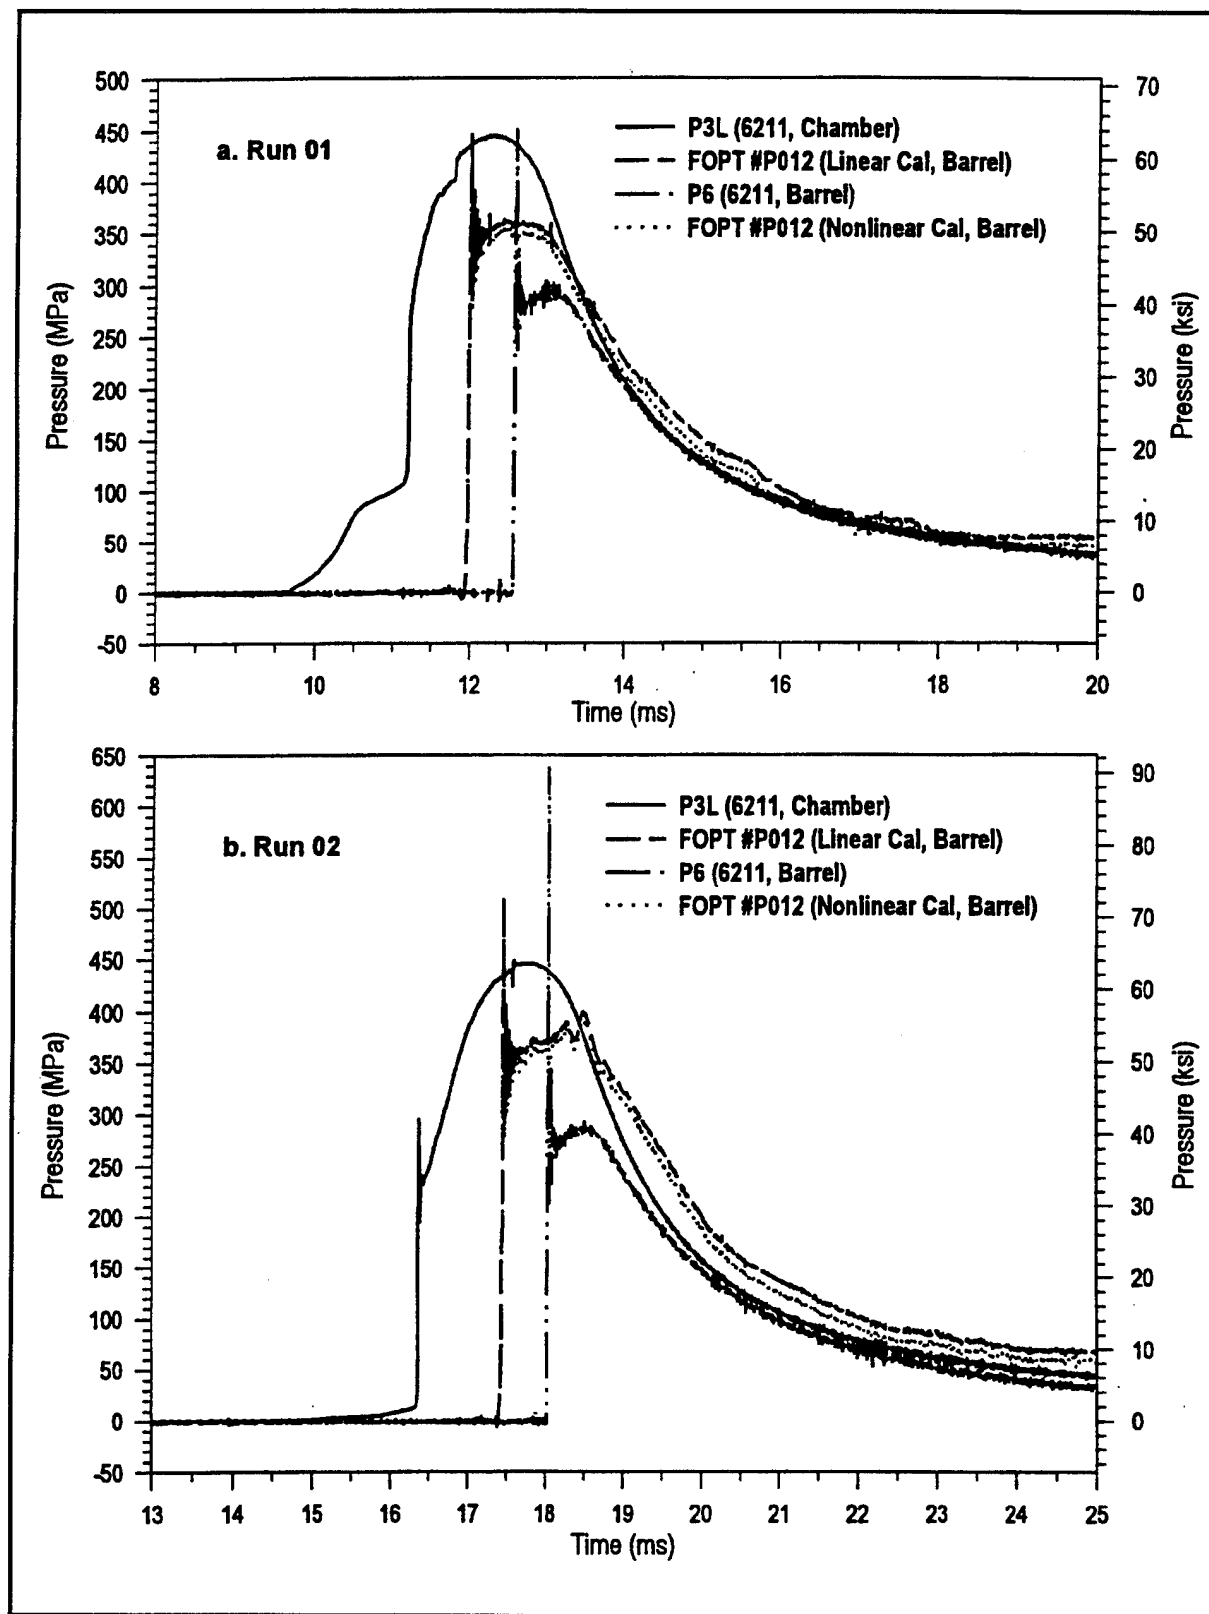 500
450
400
350
300
250
200
150
100
50
0
-50
Pressure (MPa)
a. Run 01
P3L (6211, Chamber)
FOPT #P012 (Linear Cal, Barrel)
P6 (6211, Barrel)
FOPT #P012 (Nonlinear Cal, Barrel)
70
60
50
40
30
20
10
0
Pressure (ksi)
8 10 12 14 16 18 20
Time (ms)
650
600
550
500
450
400
350
300
250
200
150
100
50
0
-50
Pressure (MPa)
b. Run 02
P3L (6211, Chamber)
FOPT #P012 (Linear Cal, Barrel)
P6 (6211, Barrel)
FOPT #P012 (Nonlinear Cal, Barrel)
90
80
70
60
50
40
30
20
10
0
Pressure (ksi)
13 14 15 16 17 18 19 20 21 22 23 24 25
Time (ms)